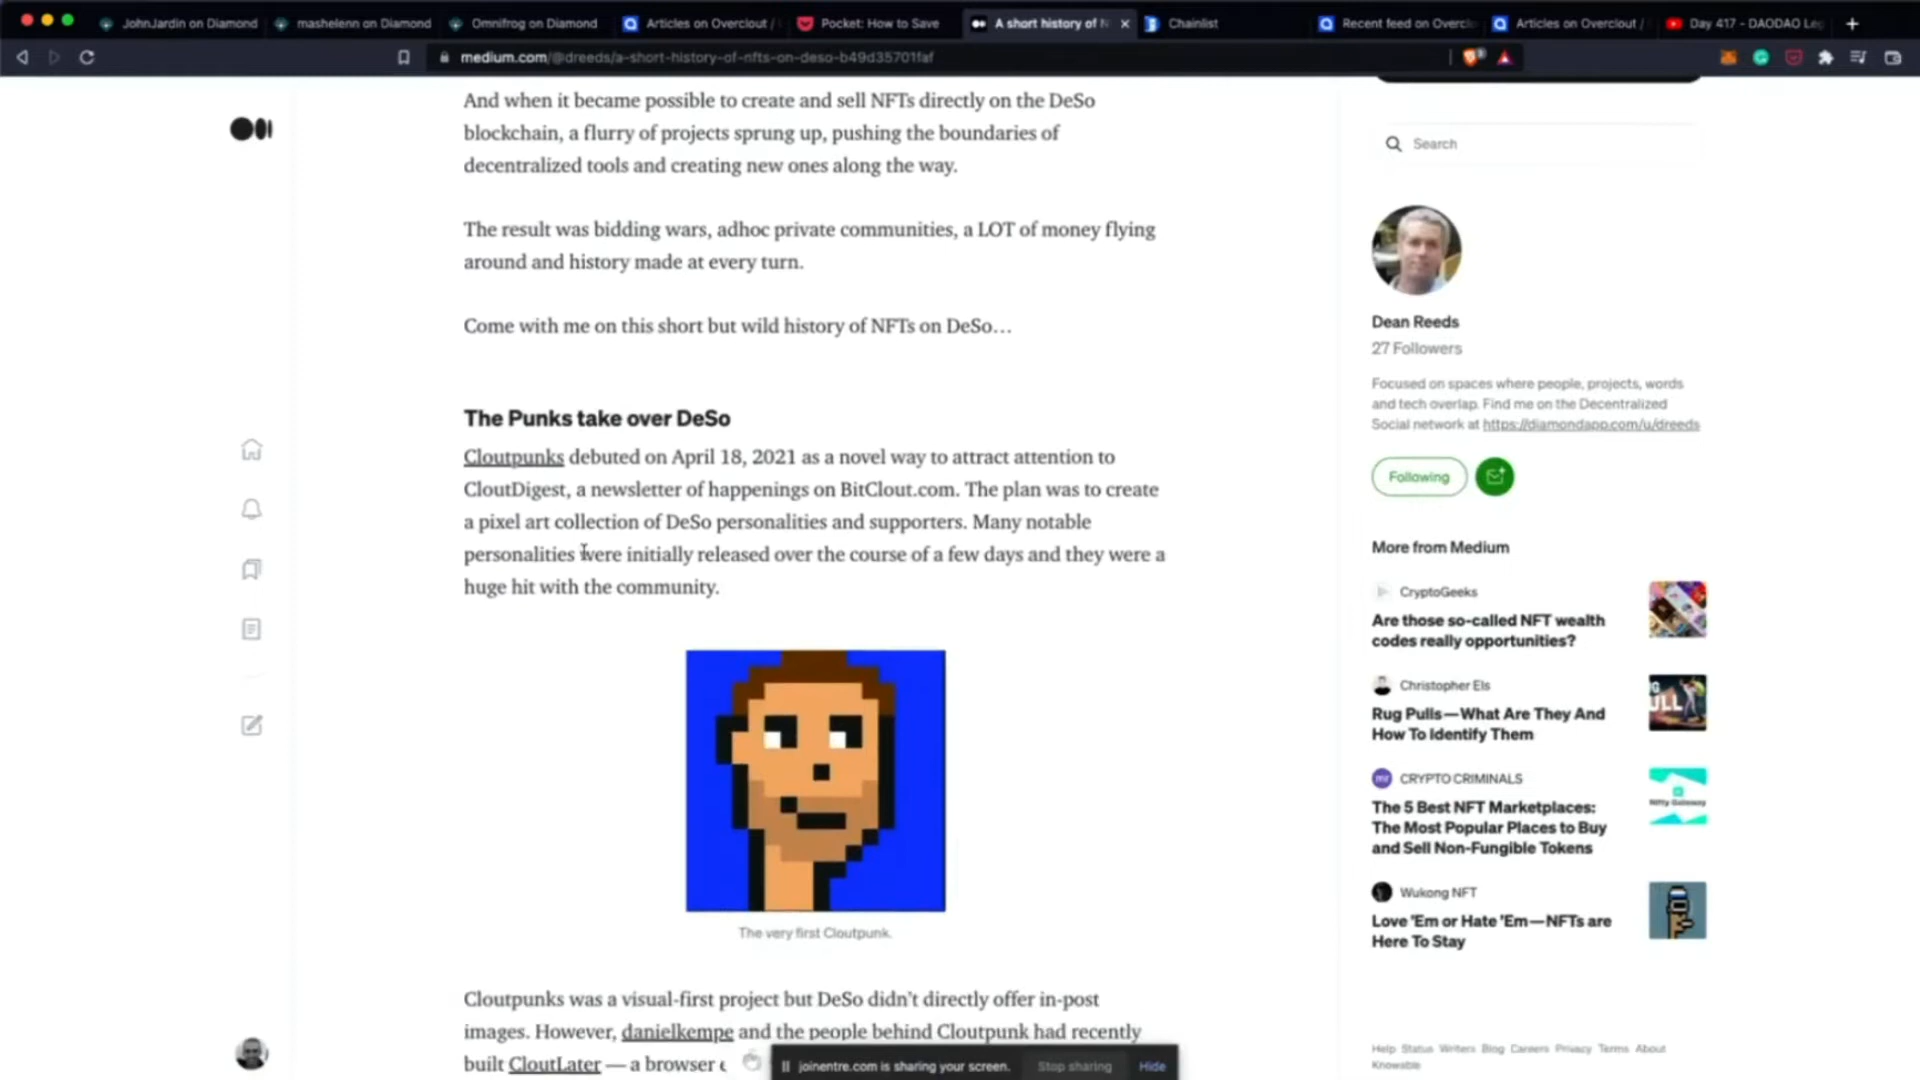 JohnJardin on Diamond
mashelenn on Diamond
Omnifrog on Diamond
Articles on Overclout /
Pocket: How to Save
A short history of N
Chainlist
Recent feed on Overclo
Articles on Overclout /
Day 417 - DAODAO Leg
medium.com/@dreeds/a-short-history-of-nfts-on-deso-b49d35701faf
And when it became possible to create and sell NFTs directly on the DeSo
blockchain, a flurry of projects sprung up, pushing the boundaries of
decentralized tools and creating new ones along the way.
The result was bidding wars, adhoc private communities, a LOT of money flying
around and history made at every turn.
Come with me on this short but wild history of NFTs on DeSo…
The Punks take over DeSo
Cloutpunks debuted on April 18, 2021 as a novel way to attract attention to
CloutDigest, a newsletter of happenings on BitClout.com. The plan was to create
a pixel art collection of DeSo personalities and supporters. Many notable
personalities were initially released over the course of a few days and they were a
huge hit with the community.
The very first Cloutpunk.
Cloutpunks was a visual-first project but DeSo didn't directly offer in-post
images. However, danielkempe and the people behind Cloutpunk had recently
built CloutLater — a browser e
joinentre.com is sharing your screen.
Stop sharing
Hide
Search
Dean Reeds
27 Followers
Focused on spaces where people, projects, words
and tech overlap. Find me on the Decentralized
Social network at https://diamondapp.com/u/dreeds
Following
More from Medium
CryptoGeeks
Are those so-called NFT wealth
codes really opportunities?
Christopher Els
Rug Pulls—What Are They And
How To Identify Them
CRYPTO CRIMINALS
The 5 Best NFT Marketplaces:
The Most Popular Places to Buy
and Sell Non-Fungible Tokens
Nifty Gateway
Wukong NFT
Love 'Em or Hate 'Em—NFTs are
Here To Stay
Help Status Writers Blog Careers Privacy Terms About
Knowable